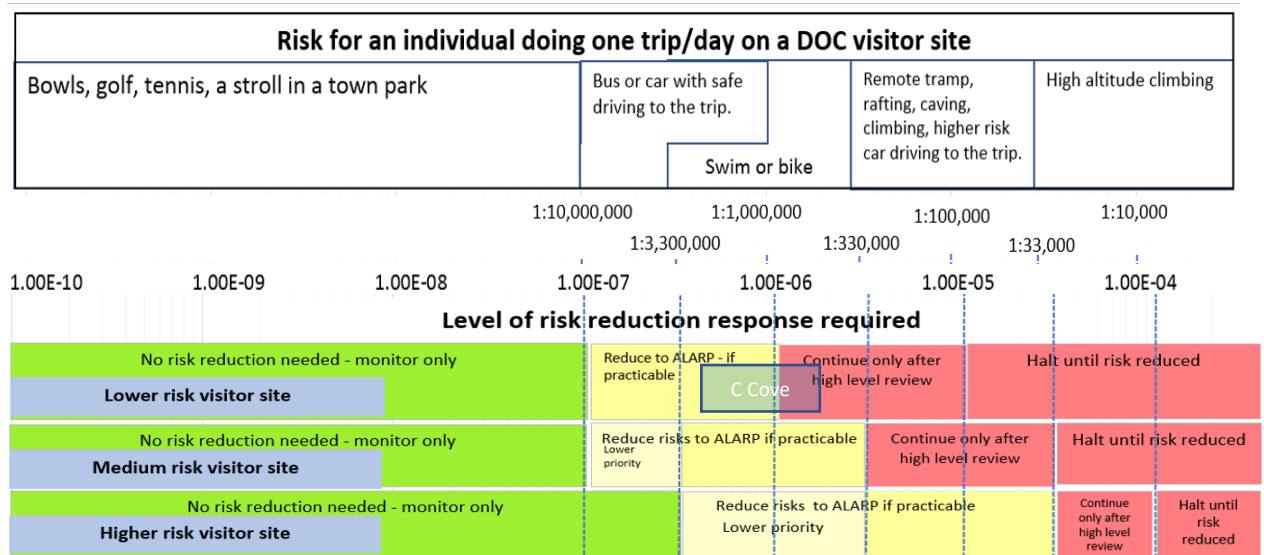 Risk for an individual doing one trip/day on a DOC visitor site
Bowls, golf, tennis, a stroll in a town park
Bus or car with safe
driving to the trip.
Swim or bike
Remote tramp,
rafting, caving,
climbing, higher risk
car driving to the trip.
High altitude climbing
1:10,000,000
1:1,000,000
1:100,000
1:10,000
1:3,300,000
1:330,000
1:33,000
1.00E-10
1.00E-09
1.00E-08
1.00E-07
1.00E-06
1.00E-05
1.00E-04
Level of risk reduction response required
No risk reduction needed - monitor only
Lower risk visitor site
Reduce to ALARP - if
practicable
C Cove
Continue only after
high level review
Halt until risk reduced
No risk reduction needed - monitor only
Medium risk visitor site
Reduce risks to ALARP if practicable
Lower
priority
Continue only after
high level review
Halt until risk reduced
No risk reduction needed - monitor only
Higher risk visitor site
Reduce risks to ALARP if practicable
Lower priority
Continue
only after
high level
review
Halt until
risk
reduced